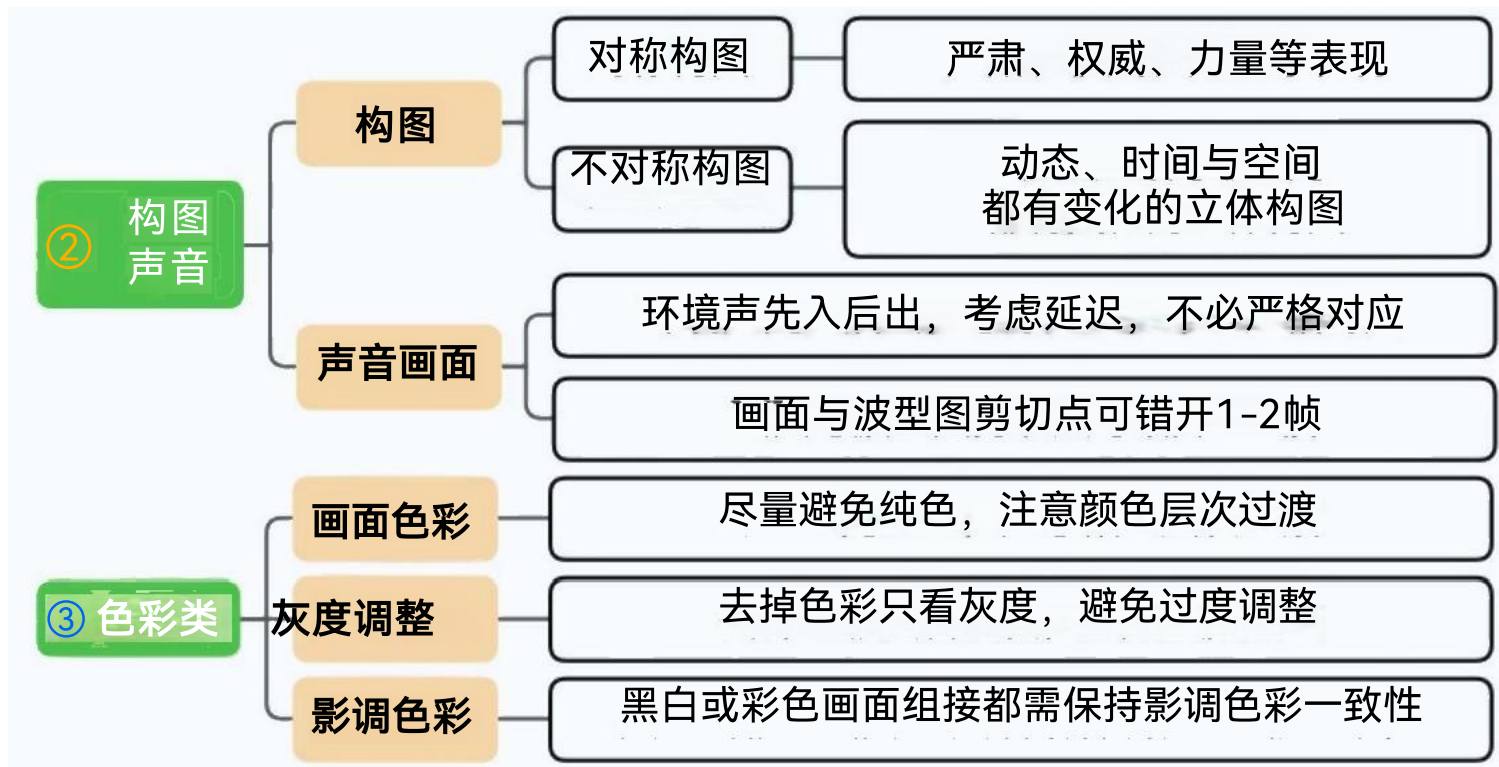 对称构图
严肃、权威、力量等表现
构图
不对称构图
动态、时间与空间
都有变化的立体构图
②
构图
声音
环境声先入后出，考虑延迟，不必严格对应
声音画面
画面与波型图剪切点可错开1-2帧
画面色彩
尽量避免纯色，注意颜色层次过渡
③ 色彩类
灰度调整
去掉色彩只看灰度，避免过度调整
影调色彩
黑白或彩色画面组接都需保持影调色彩一致性